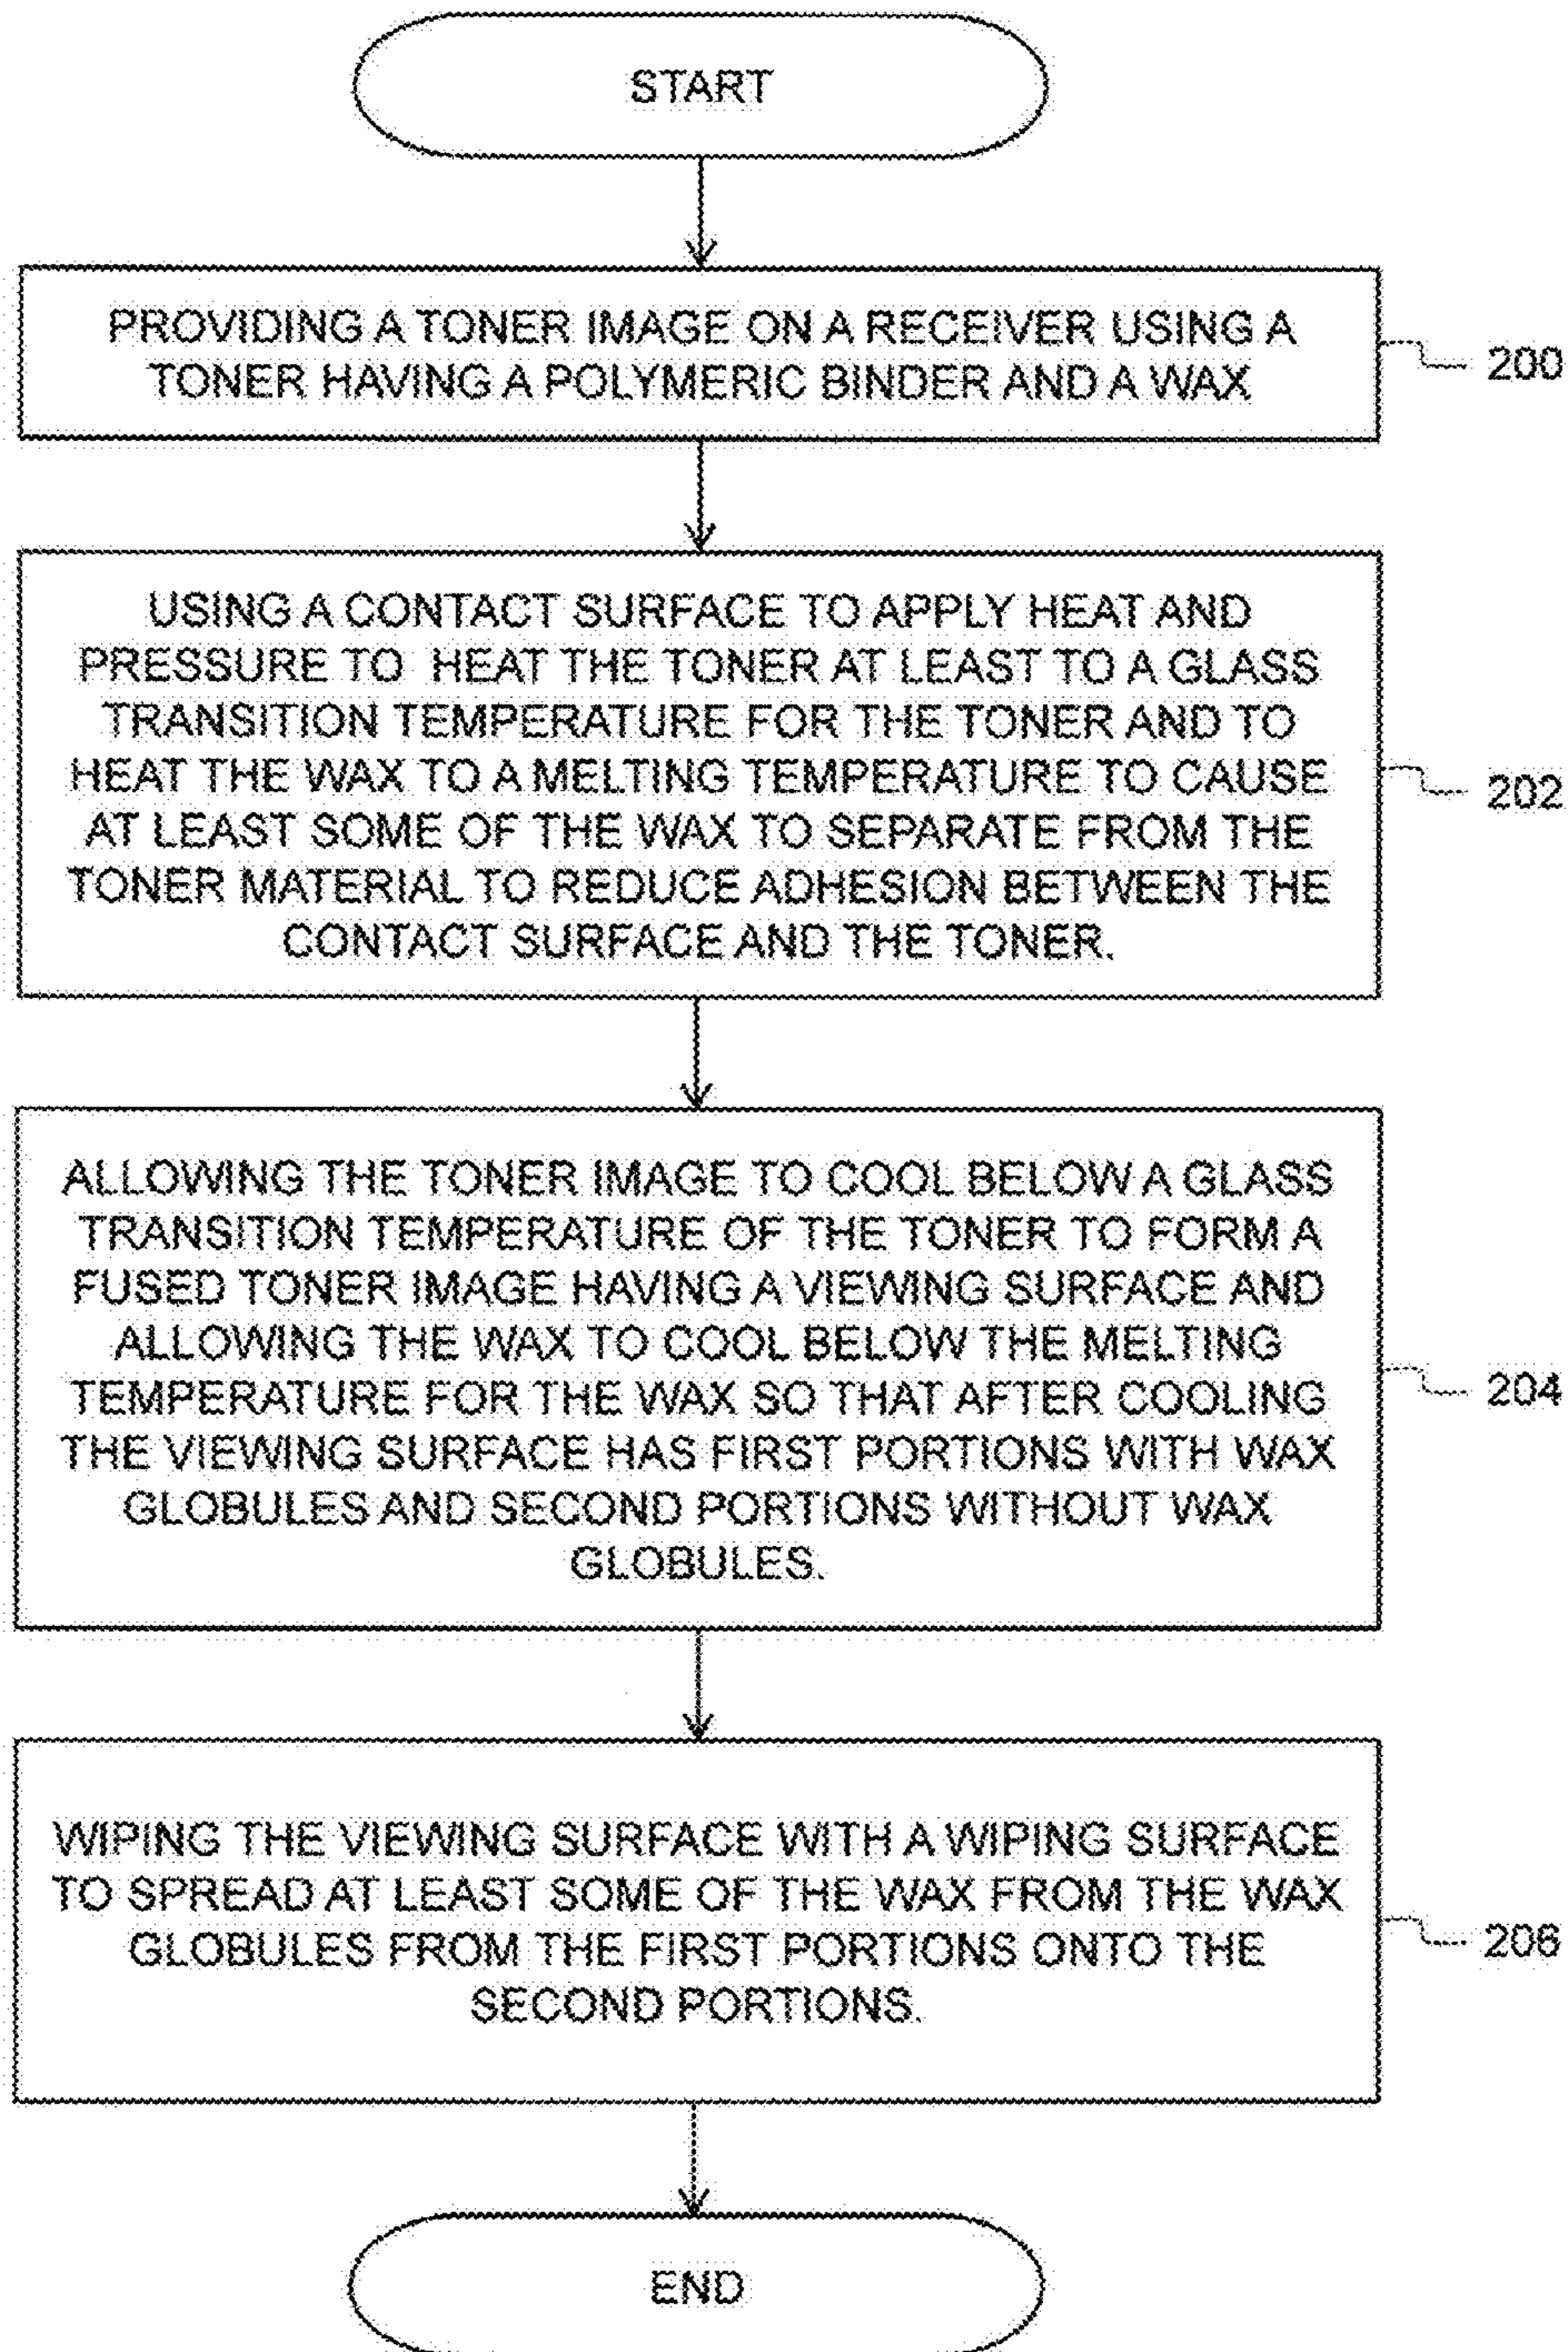 START
PROVIDING A TONER IMAGE ON A RECEIVER USING A
TONER HAVING A POLYMERIC BINDER AND A WAX
200
USING A CONTACT SURFACE TO APPLY HEAT AND
PRESSURE TO HEAT THE TONER AT LEAST TO A GLASS
TRANSITION TEMPERATURE FOR THE TONER AND TO
HEAT THE WAX TO A MELTING TEMPERATURE TO CAUSE
AT LEAST SOME OF THE WAX TO SEPARATE FROM THE
TONER MATERIAL TO REDUCE ADHESION BETWEEN THE
CONTACT SURFACE AND THE TONER.
202
ALLOWING THE TONER IMAGE TO COOL BELOW A GLASS
TRANSITION TEMPERATURE OF THE TONER TO FORM A
FUSED TONER IMAGE HAVING A VIEWING SURFACE AND
ALLOWING THE WAX TO COOL BELOW THE MELTING
TEMPERATURE FOR THE WAX SO THAT AFTER COOLING
THE VIEWING SURFACE HAS FIRST PORTIONS WITH WAX
GLOBULES AND SECOND PORTIONS WITHOUT WAX
GLOBULES.
204
WIPING THE VIEWING SURFACE WITH A WIPING SURFACE
TO SPREAD AT LEAST SOME OF THE WAX FROM THE WAX
GLOBULES FROM THE FIRST PORTIONS ONTO THE
SECOND PORTIONS.
206
END